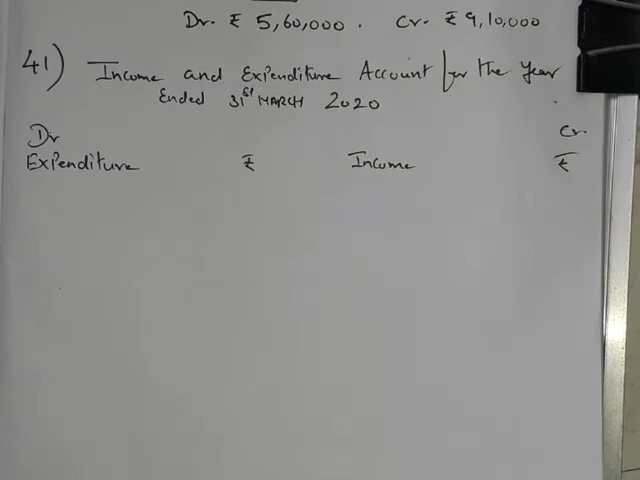 Dr. ₹ 5,60,000. Cr. ₹ 9,10,000
41) Income and Expenditure Account for the Year
Ended 31st MARCH 2020
Dr Cr.
Expenditure ₹ Income ₹